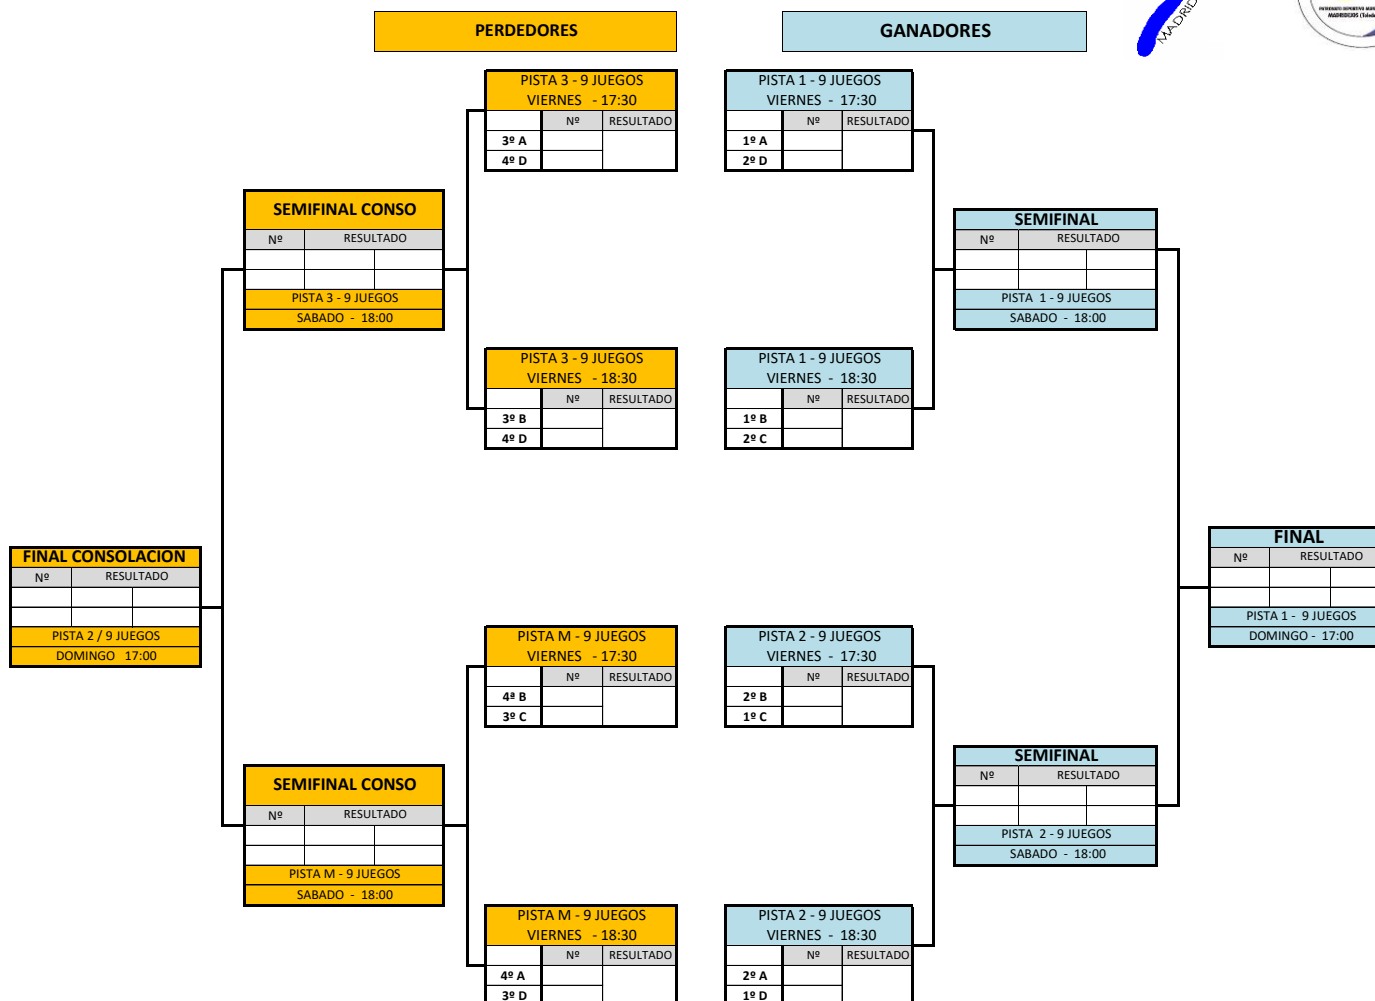 PERDEDORES
GANADORES
MADRID
PATRONATO DEPORTIVO MUN
MADRIDEJOS (Toledo
PISTA 3 - 9 JUEGOS
VIERNES - 17:30
Nº RESULTADO
3º A
4º D
PISTA 1 - 9 JUEGOS
VIERNES - 17:30
Nº RESULTADO
1º A
2º D
SEMIFINAL CONSO
Nº RESULTADO
PISTA 3 - 9 JUEGOS
SABADO - 18:00
SEMIFINAL
Nº RESULTADO
PISTA 1 - 9 JUEGOS
SABADO - 18:00
PISTA 3 - 9 JUEGOS
VIERNES - 18:30
Nº RESULTADO
3º B
4º D
PISTA 1 - 9 JUEGOS
VIERNES - 18:30
Nº RESULTADO
1º B
2º C
FINAL CONSOLACION
Nº RESULTADO
PISTA 2 / 9 JUEGOS
DOMINGO 17:00
FINAL
Nº RESULTADO
PISTA 1 - 9 JUEGOS
DOMINGO - 17:00
PISTA M - 9 JUEGOS
VIERNES - 17:30
Nº RESULTADO
4ª B
3º C
PISTA 2 - 9 JUEGOS
VIERNES - 17:30
Nº RESULTADO
2º B
1º C
SEMIFINAL CONSO
Nº RESULTADO
PISTA M - 9 JUEGOS
SABADO - 18:00
SEMIFINAL
Nº RESULTADO
PISTA 2 - 9 JUEGOS
SABADO - 18:00
PISTA M - 9 JUEGOS
VIERNES - 18:30
Nº RESULTADO
4º A
3º D
PISTA 2 - 9 JUEGOS
VIERNES - 18:30
Nº RESULTADO
2º A
1º D